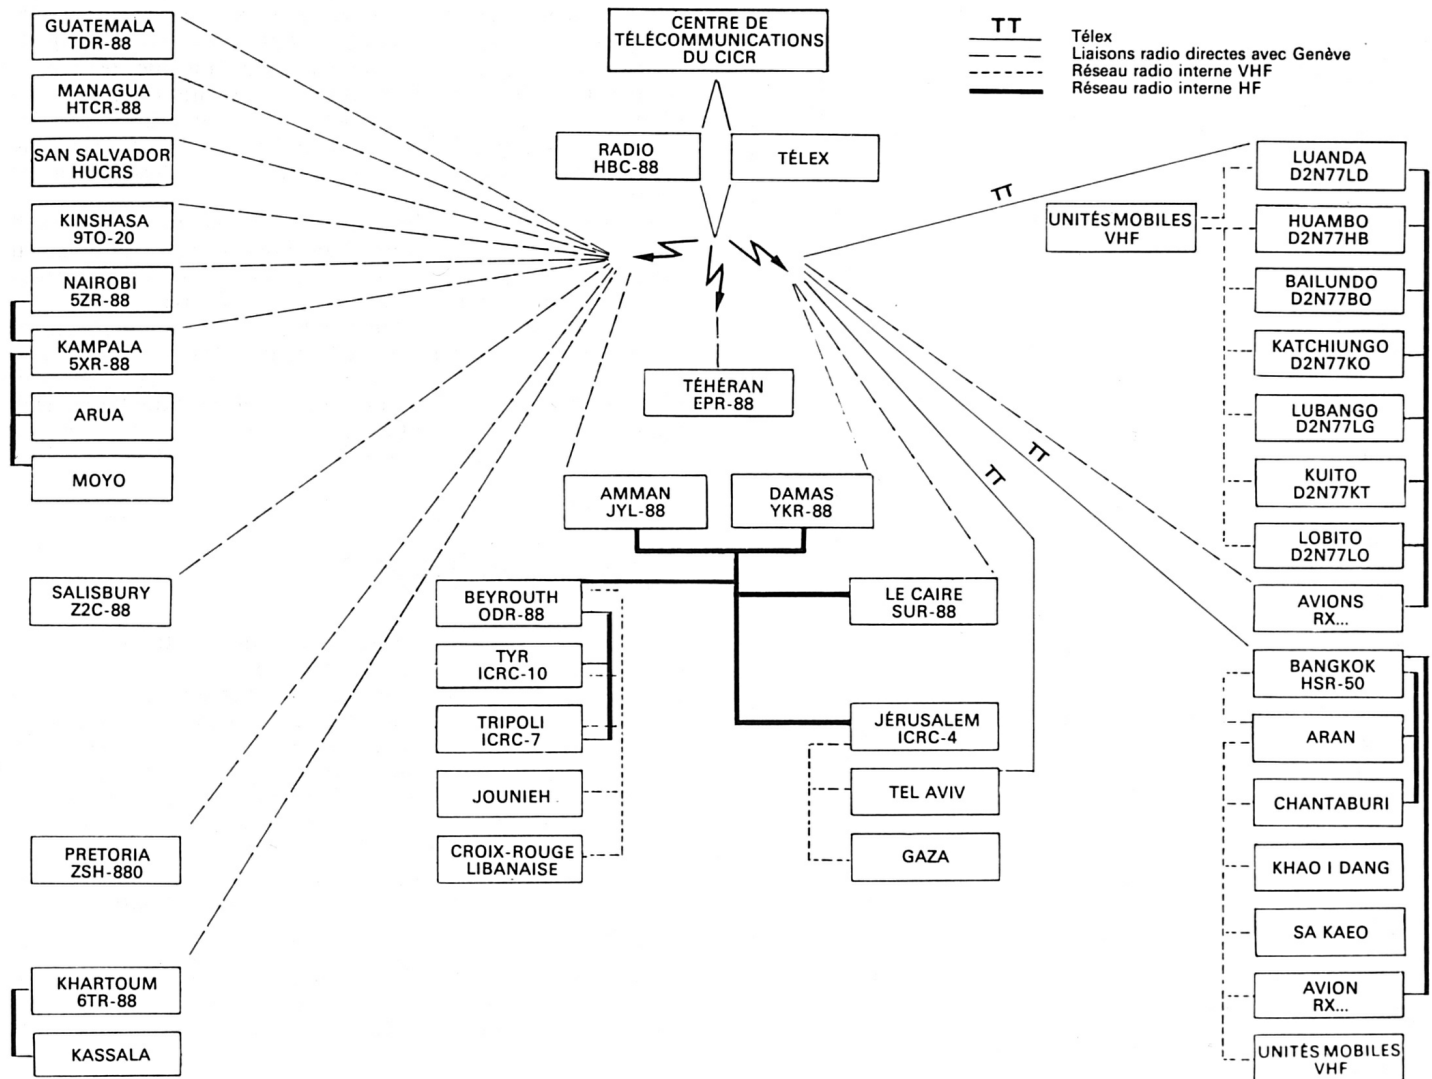 GUATEMALA
TDR-88
MANAGUA
HTCR-88
SAN SALVADOR
HUCRS
KINSHASA
9TO-20
NAIROBI
5ZR-88
KAMPALA
5XR-88
ARUA
MOYO
SALISBURY
Z2C-88
PRETORIA
ZSH-880
KHARTOUM
6TR-88
KASSALA
CENTRE DE
TÉLÉCOMMUNICATIONS
DU CICR
RADIO
HBC-88
TÉLEX
TÉHÉRAN
EPR-88
AMMAN
JYL-88
DAMAS
YKR-88
BEYROUTH
ODR-88
TYR
ICRC-10
TRIPOLI
ICRC-7
JOUNIEH
CROIX-ROUGE
LIBANAISE
LE CAIRE
SUR-88
JÉRUSALEM
ICRC-4
TEL AVIV
GAZA
TT
Télex
Liaisons radio directes avec Genève
Réseau radio interne VHF
Réseau radio interne HF
TT
TT
TT
UNITÉS MOBILES
VHF
LUANDA
D2N77LD
HUAMBO
D2N77HB
BAILUNDO
D2N77BO
KATCHIUNGO
D2N77KO
LUBANGO
D2N77LG
KUITO
D2N77KT
LOBITO
D2N77LO
AVIONS
RX...
BANGKOK
HSR-50
ARAN
CHANTABURI
KHAO I DANG
SA KAEO
AVION
RX...
UNITÉS MOBILES
VHF